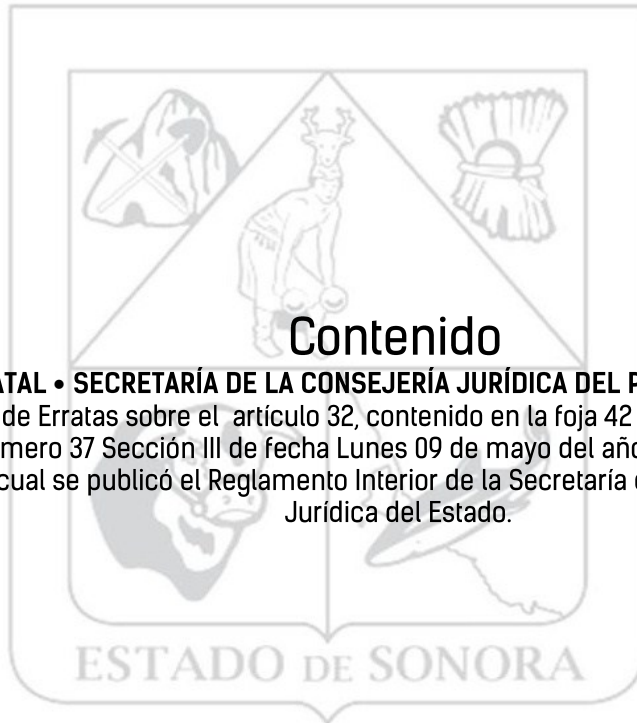 Contenido
ATAL • SECRETARÍA DE LA CONSEJERÍA JURÍDICA DEL P
de Erratas sobre el artículo 32, contenido en la foja 42
mero 37 Sección III de fecha Lunes 09 de mayo del año
cual se publicó el Reglamento Interior de la Secretaría
Jurídica del Estado.
ESTADO DE SONORA